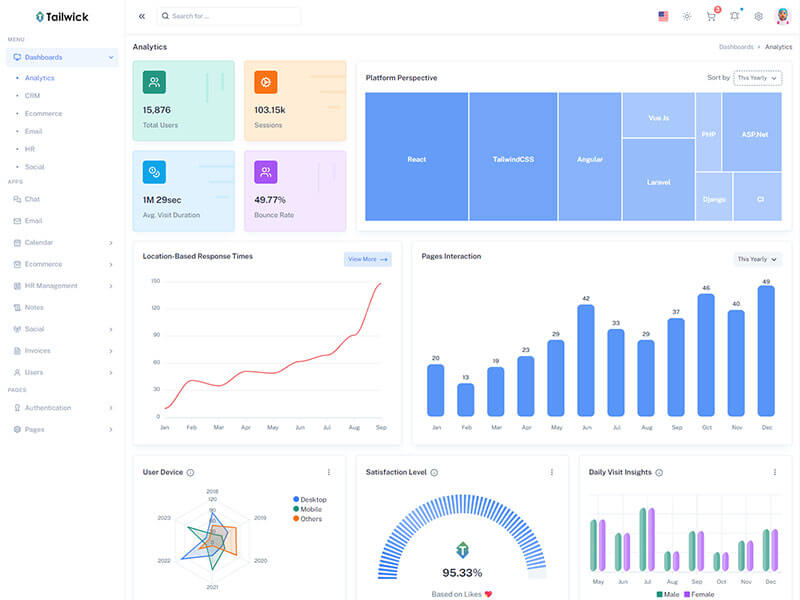 Tailwick
Search for ...
3
MENU
Dashboards
Analytics
CRM
Ecommerce
Email
HR
Social
APPS
Chat
Email
Calendar
Ecommerce
HR Management
Notes
Social
Invoices
Users
PAGES
Authentication
Pages
Analytics
Dashboards
Analytics
15,876
Total Users
103.15k
Sessions
1M 29sec
Avg. Visit Duration
49.77%
Bounce Rate
Platform Perspective
Sort by
This Yearly
React
TailwindCSS
Angular
Vue Js
Laravel
PHP
ASP.Net
Django
CI
Location-Based Response Times
View More
150
120
90
60
30
0
Jan Feb Mar Apr May Jun Jul Aug Sep
Pages Interaction
This Yearly
20 13 19 23 29 42 33 29 37 46 40 49
Jan Feb Mar Apr May Jun Jul Aug Sep Oct Nov Dec
User Device
2018
120
90
2019
2020
2021
2022
2023
Desktop
Mobile
Others
Satisfaction Level
95.33%
Based on Likes
Daily Visit Insights
May Jun Jul Aug Sep Oct Nov Dec
Male Female